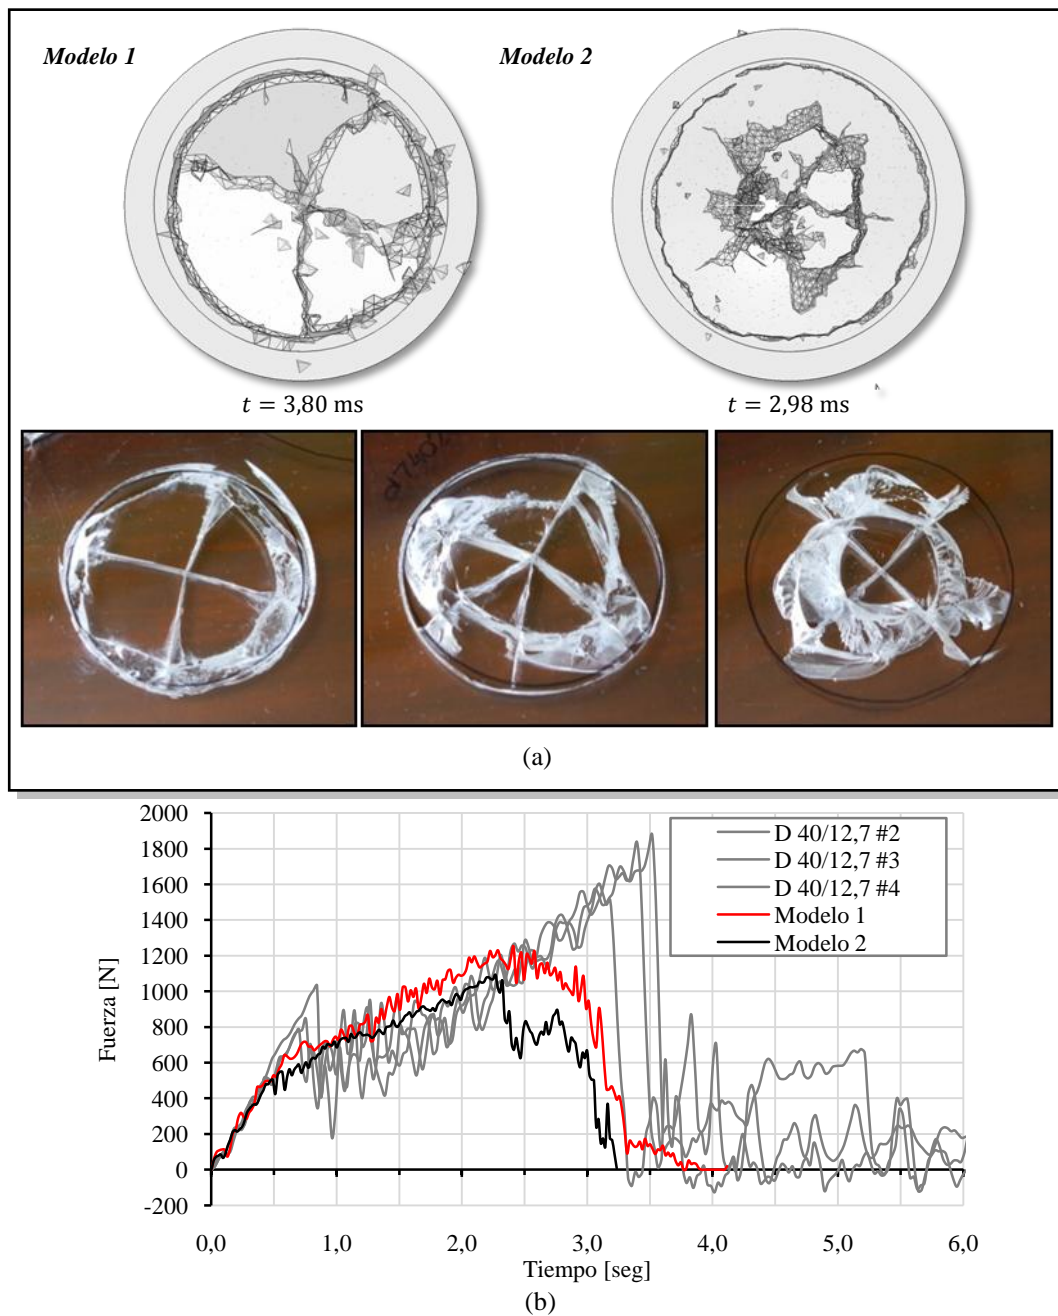 Modelo 1
Modelo 2
t = 3,80 ms
t = 2,98 ms
(a)
2000
1800
1600
1400
1200
1000
800
600
400
200
0
-200
Fuerza [N]
D 40/12,7 #2
D 40/12,7 #3
D 40/12,7 #4
Modelo 1
Modelo 2
0,0 1,0 2,0 3,0 4,0 5,0 6,0
Tiempo [seg]
(b)